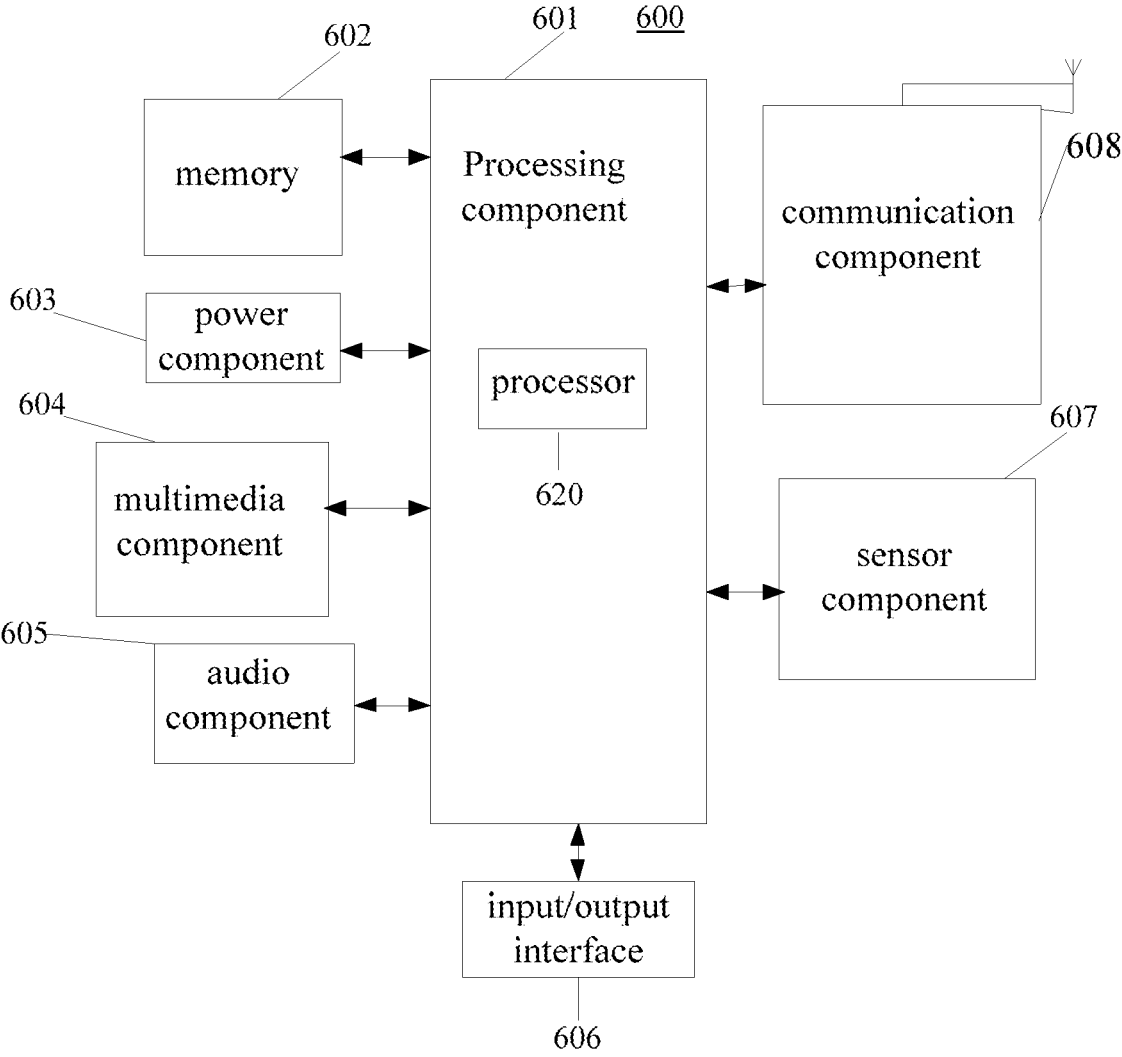 601
600
602
memory
Processing
component
communication
component
608
603
power
component
processor
620
604
multimedia
component
607
sensor
component
605
audio
component
input/output
interface
606